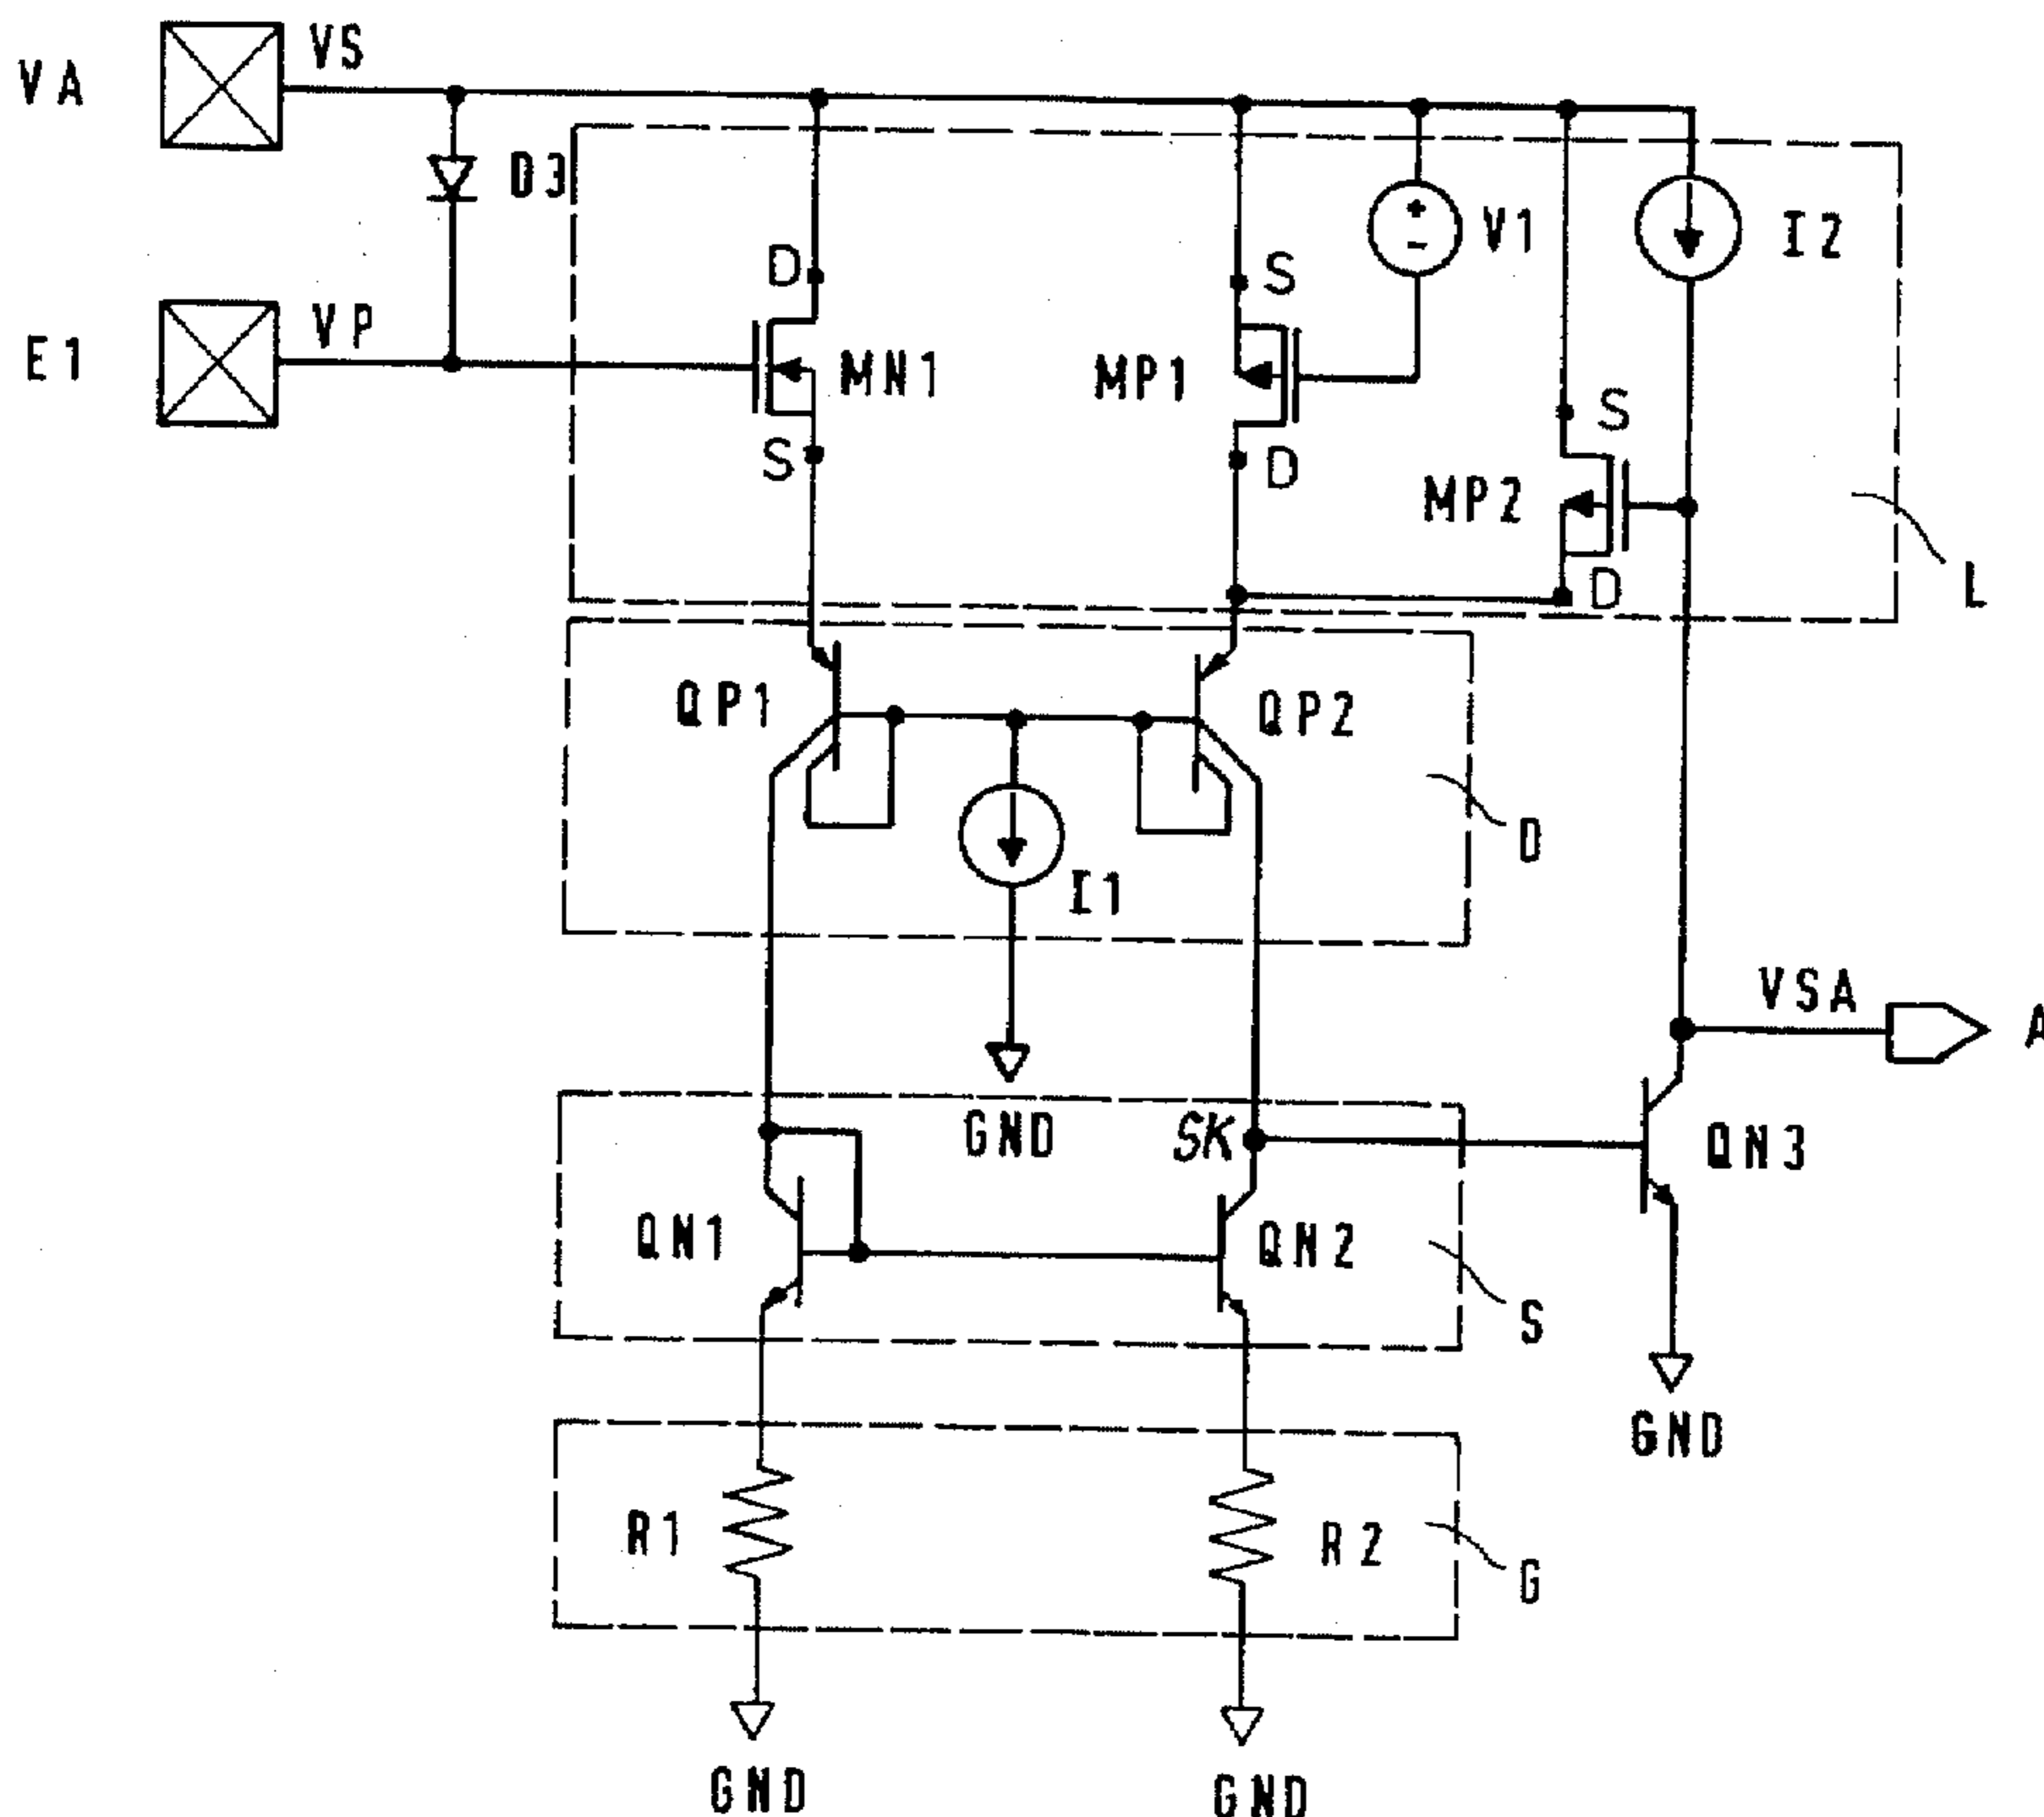 VS
VA
D3
D
S
V1
I2
VP
E1
MN1
MP1
S
S
D
MP2
D
L
QP1
QP2
D
I1
VSA
A
GND
SK
QN3
QN1
QN2
S
GND
R1
R2
G
GND
GND